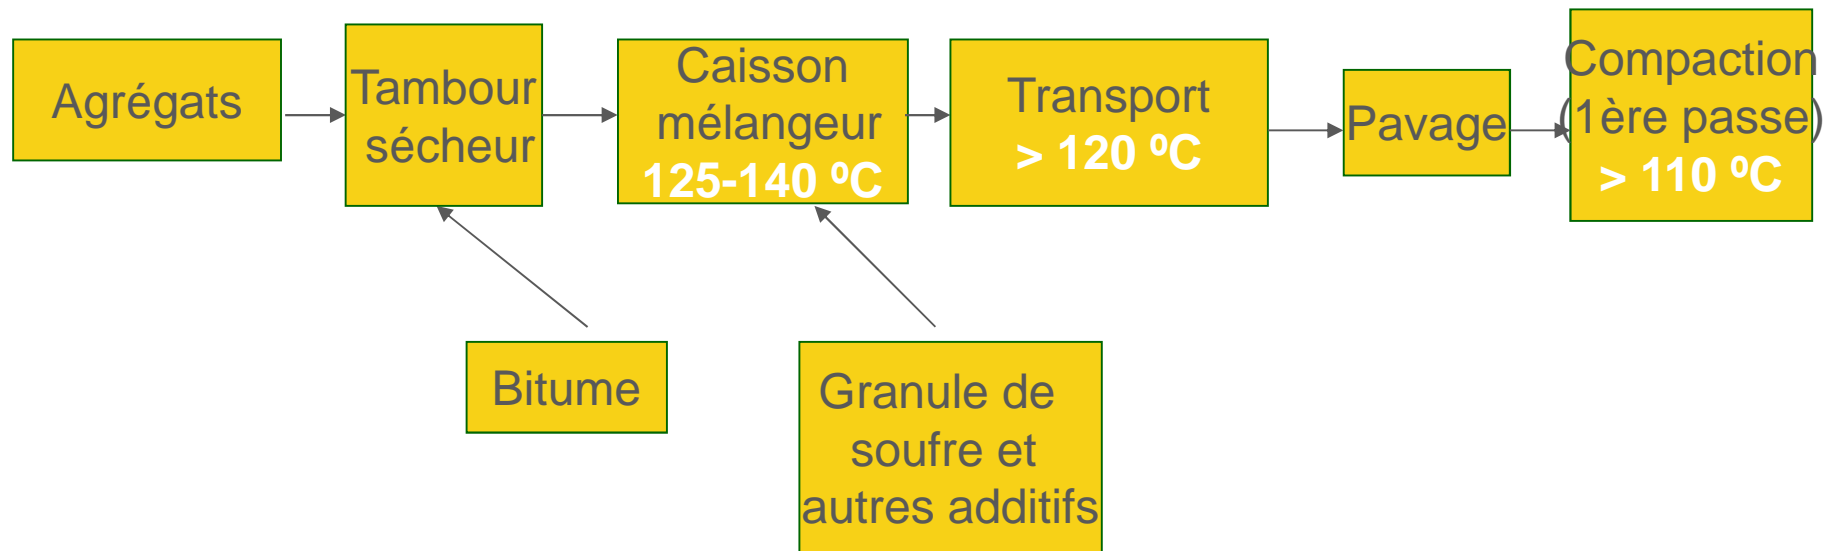 Agrégats
Tambour
sécheur
Caisson
mélangeur
125-140 ºC
Transport
> 120 ºC
Pavage
Compaction
(1ère passe)
> 110 ºC
Bitume
Granule de
soufre et
autres additifs